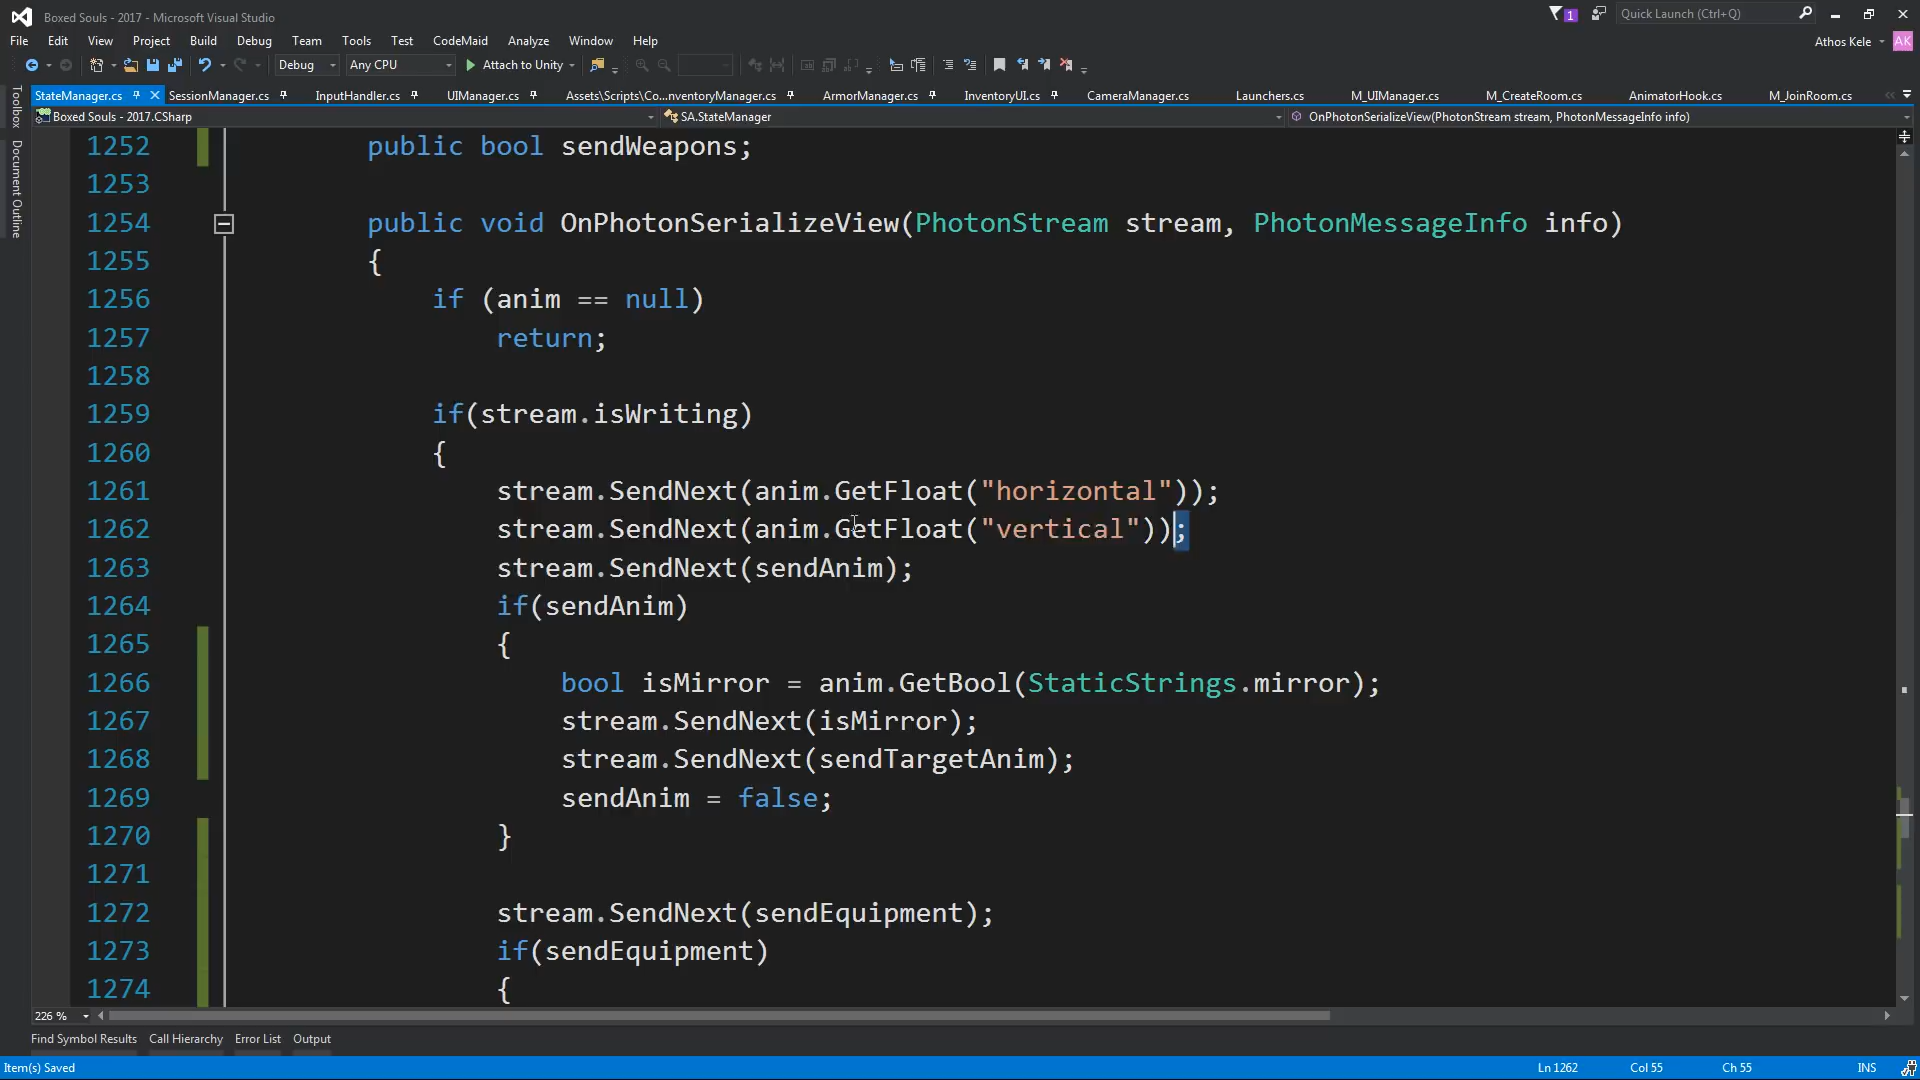 Boxed Souls - 2017 - Microsoft Visual Studio
1
Quick Launch (Ctrl+Q)
File Edit View Project Build Debug Team Tools Test CodeMaid Analyze Window Help
Athos Kele AK
Debug Any CPU Attach to Unity
StateManager.cs SessionManager.cs InputHandler.cs UIManager.cs Assets\Scripts\Co...nventoryManager.cs ArmorManager.cs InventoryUI.cs CameraManager.cs Launchers.cs M_UIManager.cs M_CreateRoom.cs AnimatorHook.cs M_JoinRoom.cs
Boxed Souls - 2017.CSharp SA.StateManager OnPhotonSerializeView(PhotonStream stream, PhotonMessageInfo info)
Toolbox
Document Outline
1252 public bool sendWeapons;
1253
1254 public void OnPhotonSerializeView(PhotonStream stream, PhotonMessageInfo info)
1255 {
1256 if (anim == null)
1257 return;
1258
1259 if(stream.isWriting)
1260 {
1261 stream.SendNext(anim.GetFloat("horizontal"));
1262 stream.SendNext(anim.GetFloat("vertical"));
1263 stream.SendNext(sendAnim);
1264 if(sendAnim)
1265 {
1266 bool isMirror = anim.GetBool(StaticStrings.mirror);
1267 stream.SendNext(isMirror);
1268 stream.SendNext(sendTargetAnim);
1269 sendAnim = false;
1270 }
1271
1272 stream.SendNext(sendEquipment);
1273 if(sendEquipment)
1274 {
226 %
Find Symbol Results Call Hierarchy Error List Output
Item(s) Saved Ln 1262 Col 55 Ch 55 INS